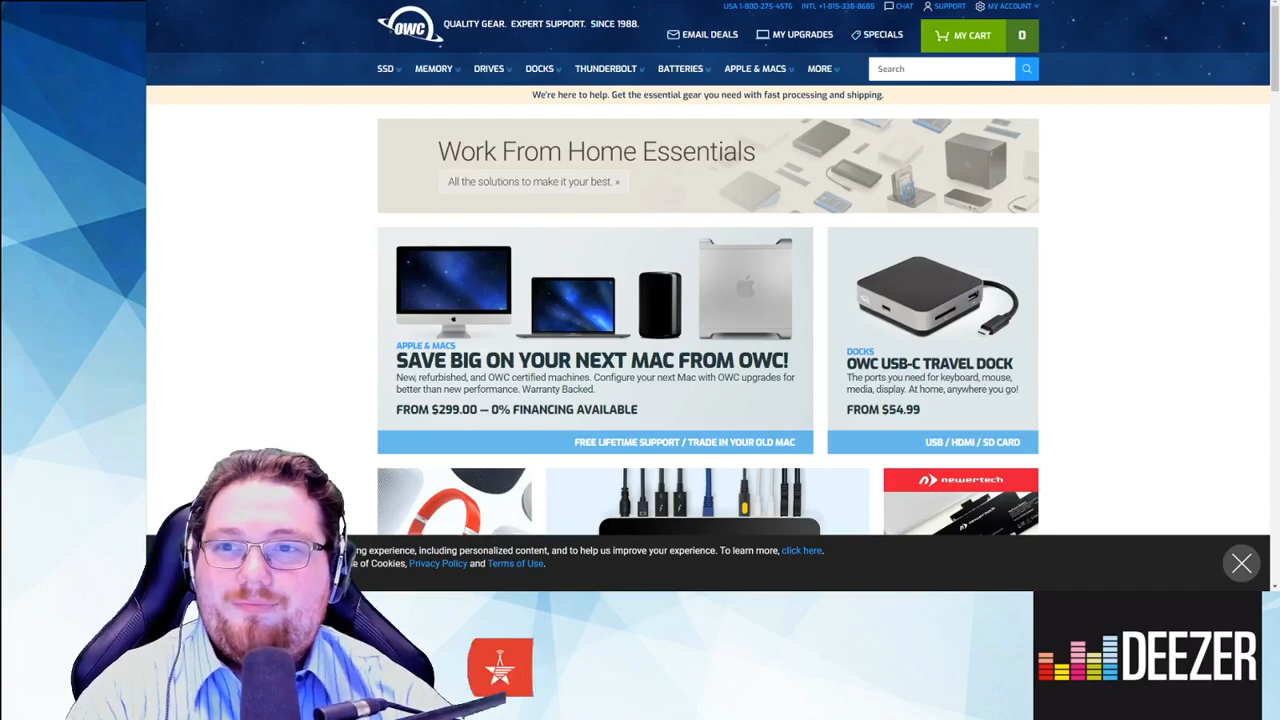 USA 1-800-275-4576 INTL +1-815-338-8685 CHAT SUPPORT MY ACCOUNT
OWC
QUALITY GEAR. EXPERT SUPPORT. SINCE 1988.
EMAIL DEALS MY UPGRADES SPECIALS MY CART 0
SSD MEMORY DRIVES DOCKS THUNDERBOLT BATTERIES APPLE & MACS MORE Search
We're here to help. Get the essential gear you need with fast processing and shipping.
Work From Home Essentials
All the solutions to make it your best. »
APPLE & MACS
SAVE BIG ON YOUR NEXT MAC FROM OWC!
New, refurbished, and OWC certified machines. Configure your next Mac with OWC upgrades for
better than new performance. Warranty Backed.
FROM $299.00 — 0% FINANCING AVAILABLE
FREE LIFETIME SUPPORT / TRADE IN YOUR OLD MAC
DOCKS
OWC USB-C TRAVEL DOCK
The ports you need for keyboard, mouse,
media, display. At home, anywhere you go!
FROM $54.99
USB / HDMI / SD CARD
newertech
ng experience, including personalized content, and to help us improve your experience. To learn more, click here.
e of Cookies, Privacy Policy and Terms of Use.
DEEZER